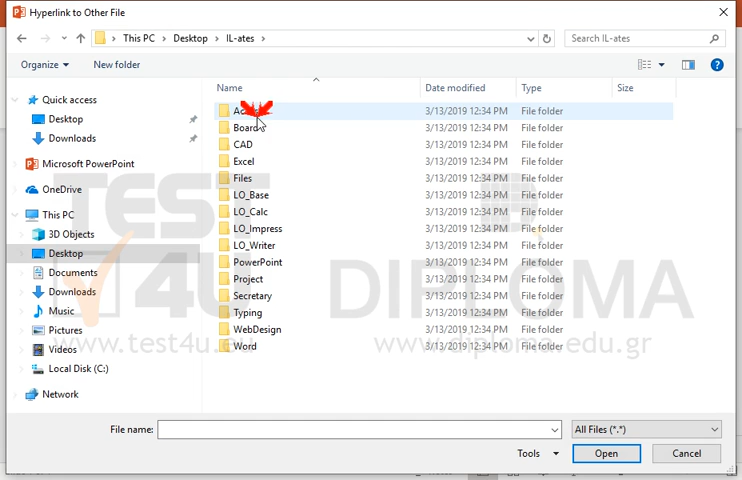 Hyperlink to Other File
This PC > Desktop > IL-ates >
Search IL-ates
Organize
New folder
Name
Date modified
Type
Size
Quick access
Desktop
Downloads
Microsoft PowerPoint
OneDrive
This PC
3D Objects
Desktop
Documents
Downloads
Music
Pictures
Videos
Local Disk (C:)
Network
3/13/2019 12:34 PM File folder
Board 3/13/2019 12:34 PM File folder
CAD 3/13/2019 12:34 PM File folder
Excel 3/13/2019 12:34 PM File folder
Files 3/13/2019 12:34 PM File folder
LO_Base 3/13/2019 12:34 PM File folder
LO_Calc 3/13/2019 12:34 PM File folder
LO_Impress 3/13/2019 12:34 PM File folder
LO_Writer 3/13/2019 12:34 PM File folder
PowerPoint 3/13/2019 12:34 PM File folder
Project 3/13/2019 12:34 PM File folder
Secretary 3/13/2019 12:34 PM File folder
Typing 3/13/2019 12:34 PM File folder
WebDesign 3/13/2019 12:34 PM File folder
Word 3/13/2019 12:34 PM File folder
TEST
4U
www.test4u.eu
DIPLOMA
www.diploma-edu.gr
File name:
All Files (*.*)
Tools
Open
Cancel